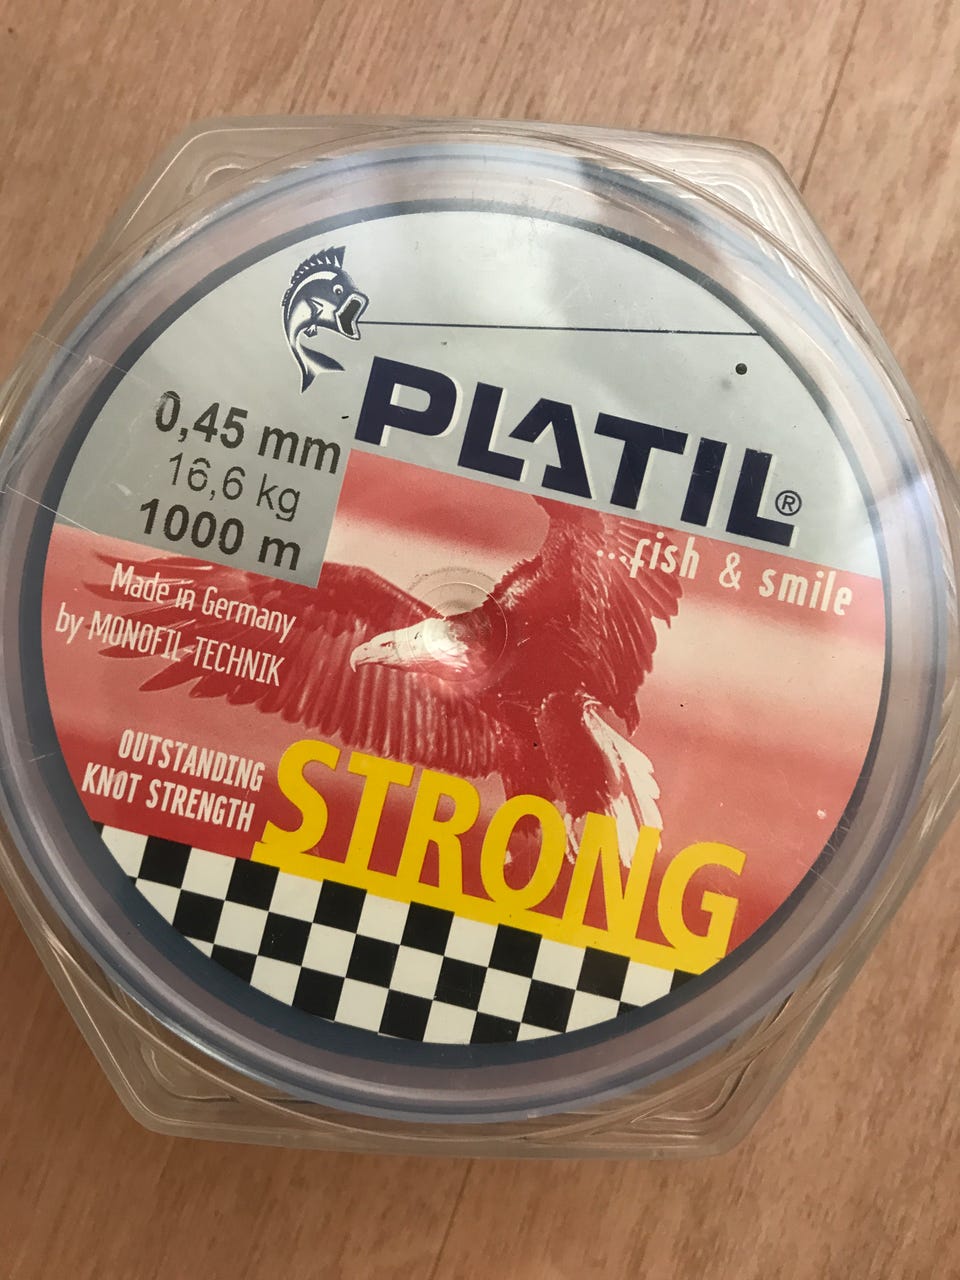 PLATIL®
...fish & smile
0,45 mm
16,6 kg
1000 m
Made in Germany
by MONOFIL-TECHNIK
OUTSTANDING
KNOT STRENGTH
STRONG